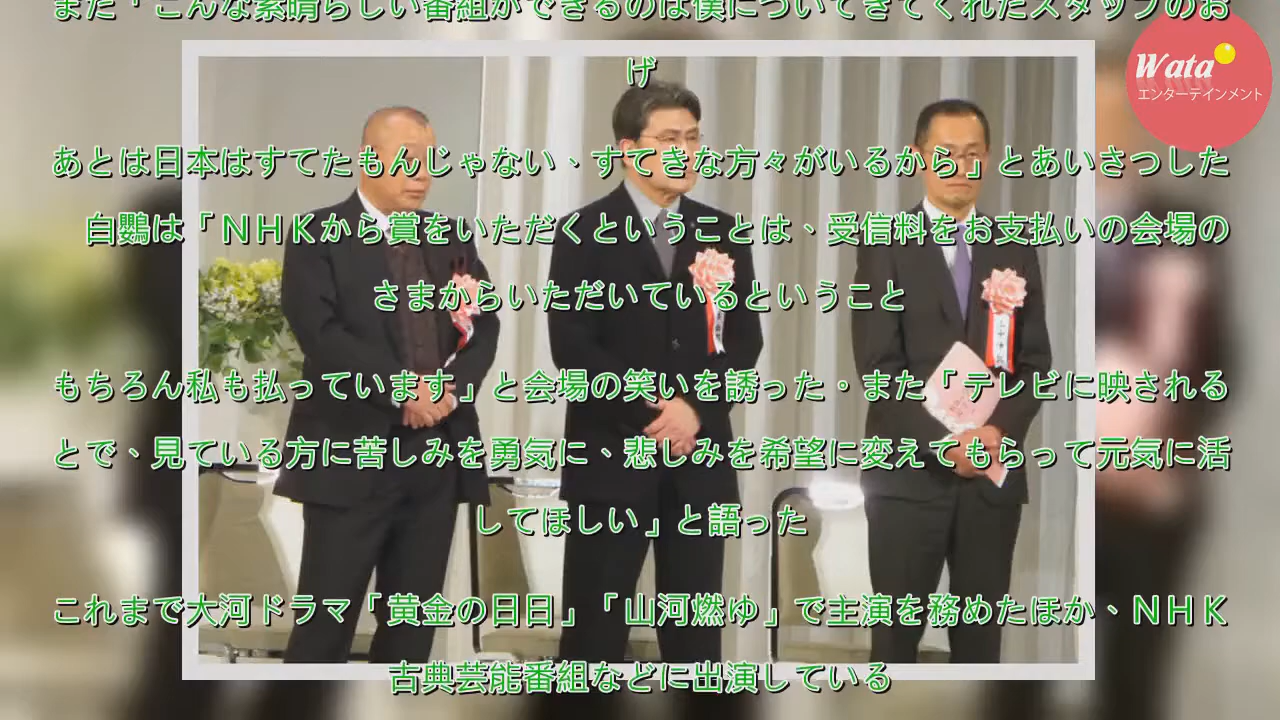 また「こんな素晴らしい番組ができるのは僕についてきてくれたスタッフのお
げ
あとは日本はすてたもんじゃない、すてきな方々がいるから」とあいさつした
白鸚は「ＮＨＫから賞をいただくということは、受信料をお支払いの会場の
さまからいただいているということ
もちろん私も払っています」と会場の笑いを誘った・また「テレビに映される
とで、見ている方に苦しみを勇気に、悲しみを希望に変えてもらって元気に活
してほしい」と語った
これまで大河ドラマ「黄金の日日」「山河燃ゆ」で主演を務めたほか、ＮＨＫ
古典芸能番組などに出演している
Wata
エンターテインメント